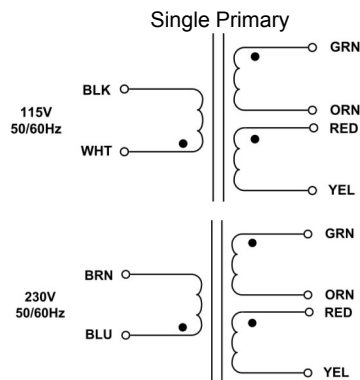 Single Primary
GRN
BLK
115V
50/60Hz
ORN
RED
WHT
YEL
GRN
BRN
230V
50/60Hz
ORN
RED
BLU
YEL